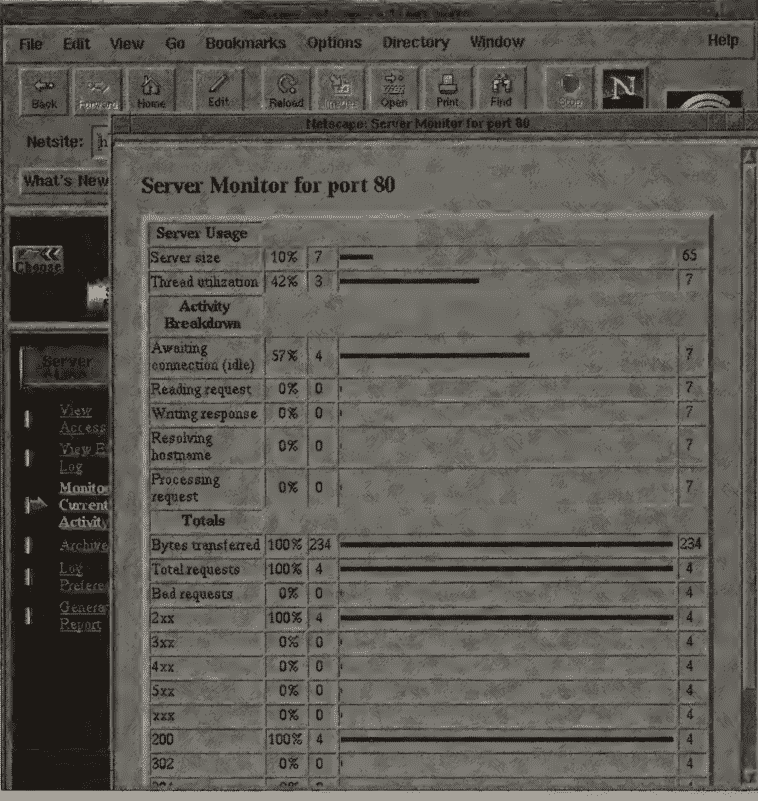 File Edit View Go Bookmarks Options Directory Window Help
Back Forward Home Edit Reload Images Open Print Find Stop N
Netscape: Server Monitor for port 80
Netsite: h
What's New
Server Monitor for port 80
Server Usage
Server size 10% 7 65
Thread utilization 42% 3 7
Activity
Breakdown
Awaiting
connection (idle) 57% 4 7
Reading request 0% 0 7
Writing response 0% 0 7
Resolving
hostname 0% 0 7
Processing
request 0% 0 7
Totals
Bytes transferred 100% 234 234
Total requests 100% 4 4
Bad requests 0% 0 4
2xx 100% 4 4
3xx 0% 0 4
4xx 0% 0 4
5xx 0% 0 4
xxx 0% 0 4
200 100% 4 4
302 0% 0 4
Choose
Server
View
Access
View E
Log
Monitor
Current
Activity
Archive
Log
Prefere
Genera
Report